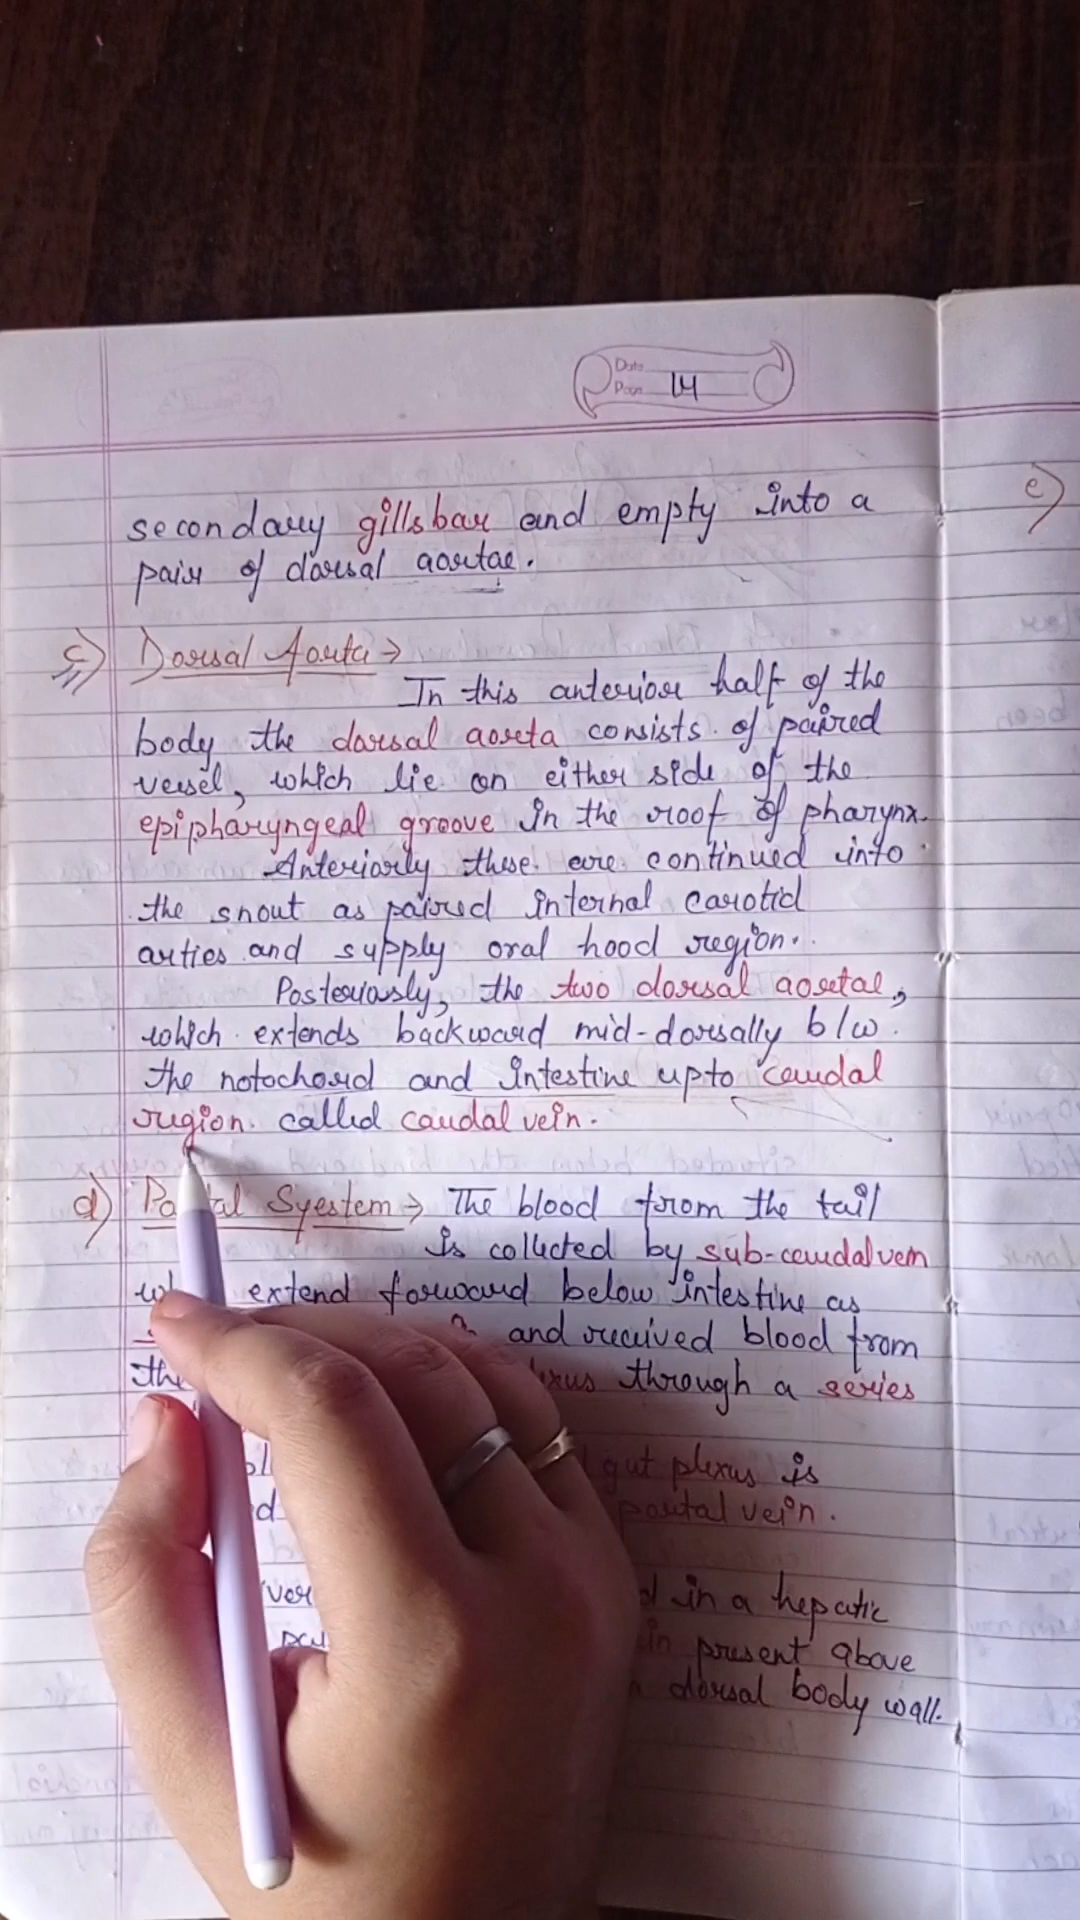 Date
Page 14
secondary gillsbar and empty into a
pair of dorsal aortae.
c) Dorsal Aorta →
In this anterior half of the
body the dorsal aorta consists of paired
vessel, which lie on either side of the
epipharyngeal groove in the roof of pharynx.
Anteriorly these are continued into
the snout as paired internal carotid
arties and supply oral hood region.
Posteriorly, the two dorsal aortal,
which extends backward mid-dorsally b/w
the notochord and intestine upto caudal
region. called caudal vein.
d) Po al Syestem → The blood from the tail
is collected by sub-caudal vein
extend forward below intestine as
and received blood from
the through a series
gut plexus is
portal vein.
in a hepatic
present above
dorsal body wall.
e)